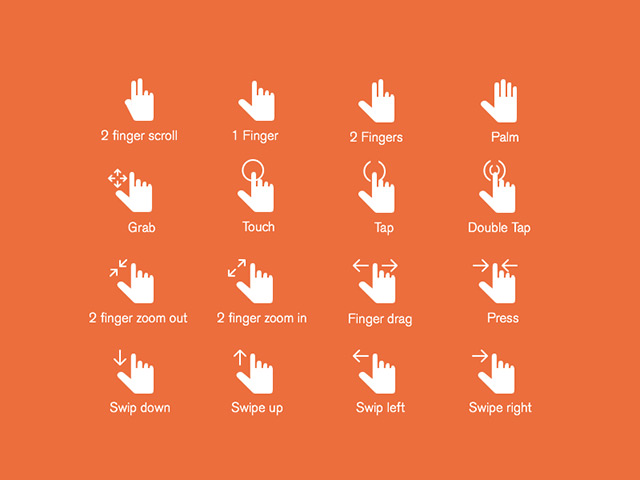 2 finger scroll
1 Finger
2 Fingers
Palm
Grab
Touch
Tap
Double Tap
2 finger zoom out
2 finger zoom in
Finger drag
Press
Swip down
Swipe up
Swip left
Swipe right